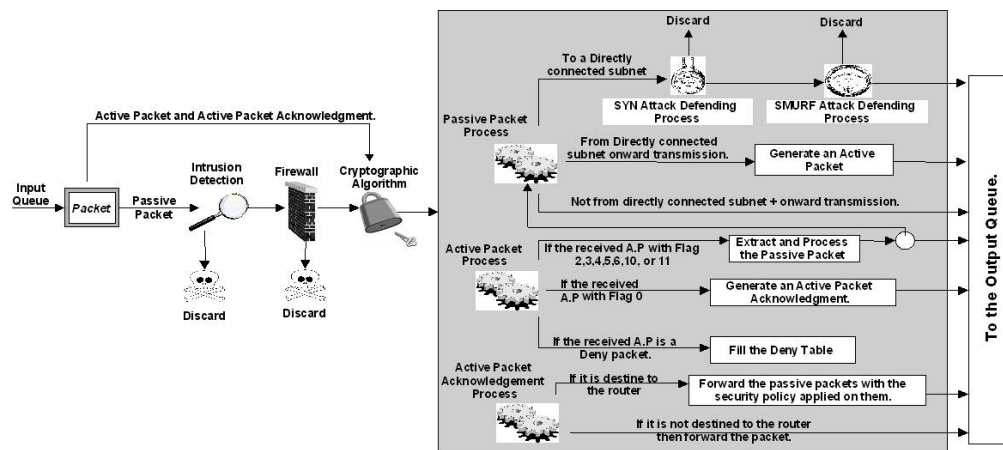 Discard
Discard
To a Directly
connected subnet
SYN Attack Defending
Process
SMURF Attack Defending
Process
Active Packet and Active Packet Acknowledgment.
Passive Packet
Process
From Directly connected
subnet onward transmission.
Generate an Active
Packet
Input
Queue
Packet
Passive
Packet
Intrusion
Detection
Firewall
Cryptographic
Algorithm
Not from directly connected subnet + onward transmission.
Discard
Discard
Active Packet
Process
If the received A.P with Flag
2,3,4,5,6,10, or 11
Extract and Process
the Passive Packet
If the received
A.P with Flag 0
Generate an Active Packet
Acknowledgment.
If the received A.P is a
Deny packet.
Fill the Deny Table
Active Packet
Acknowledgement
Process
If it is destine to
the router
Forward the passive packets with the
security policy applied on them.
If it is not destined to the router
then forward the packet.
To the Output Queue.